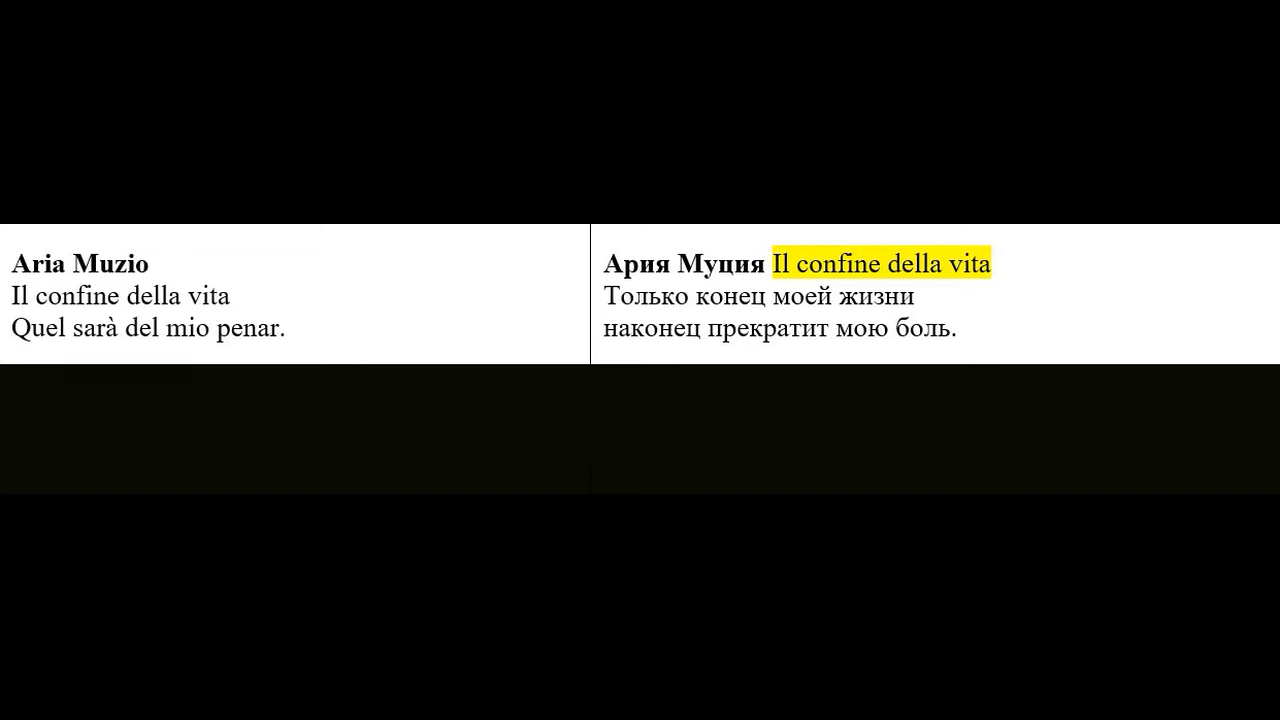 Aria Muzio
Il confine della vita
Quel sarà del mio penar.
Ария Муция Il confine della vita
Только конец моей жизни
наконец прекратит мою боль.